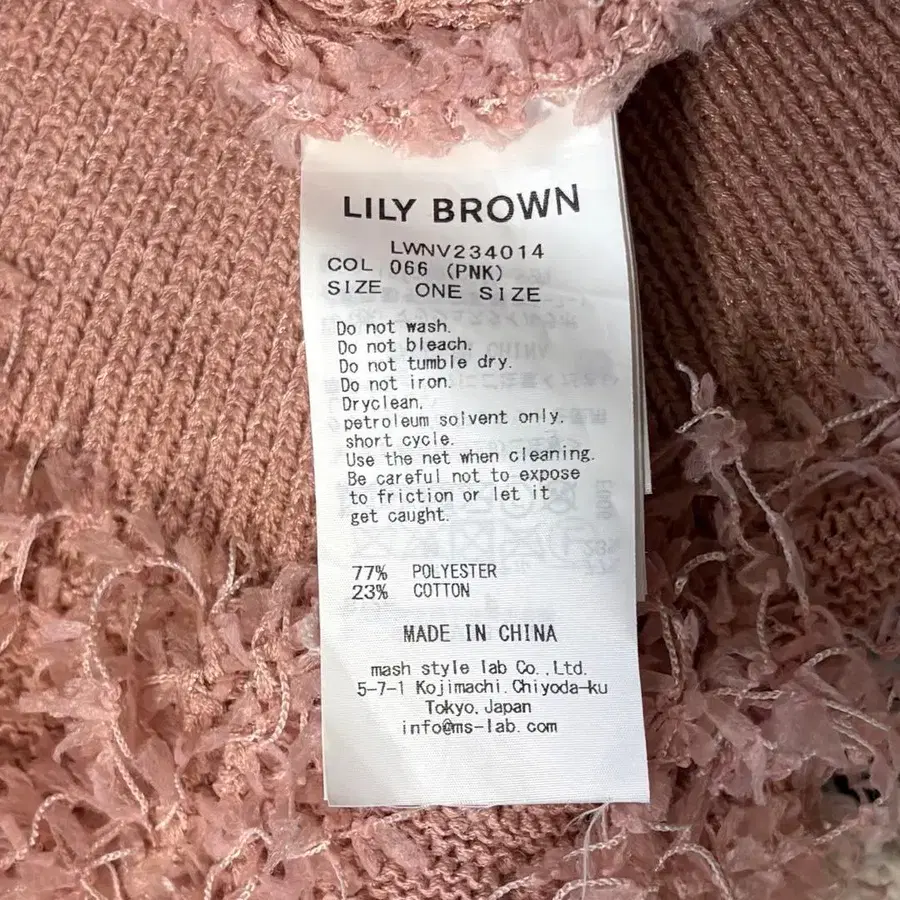 LILY BROWN
LWNV234014
COL 066 (PNK)
SIZE ONE SIZE
Do not wash.
Do not bleach.
Do not tumble dry.
Do not iron.
Dryclean,
petroleum solvent only.
short cycle.
Use the net when cleaning.
Be careful not to expose
to friction or let it
get caught.
77% POLYESTER
23% COTTON
MADE IN CHINA
mash style lab Co.,Ltd.
5-7-1 Kojimachi,Chiyoda-ku
Tokyo,Japan
info@ms-lab.com